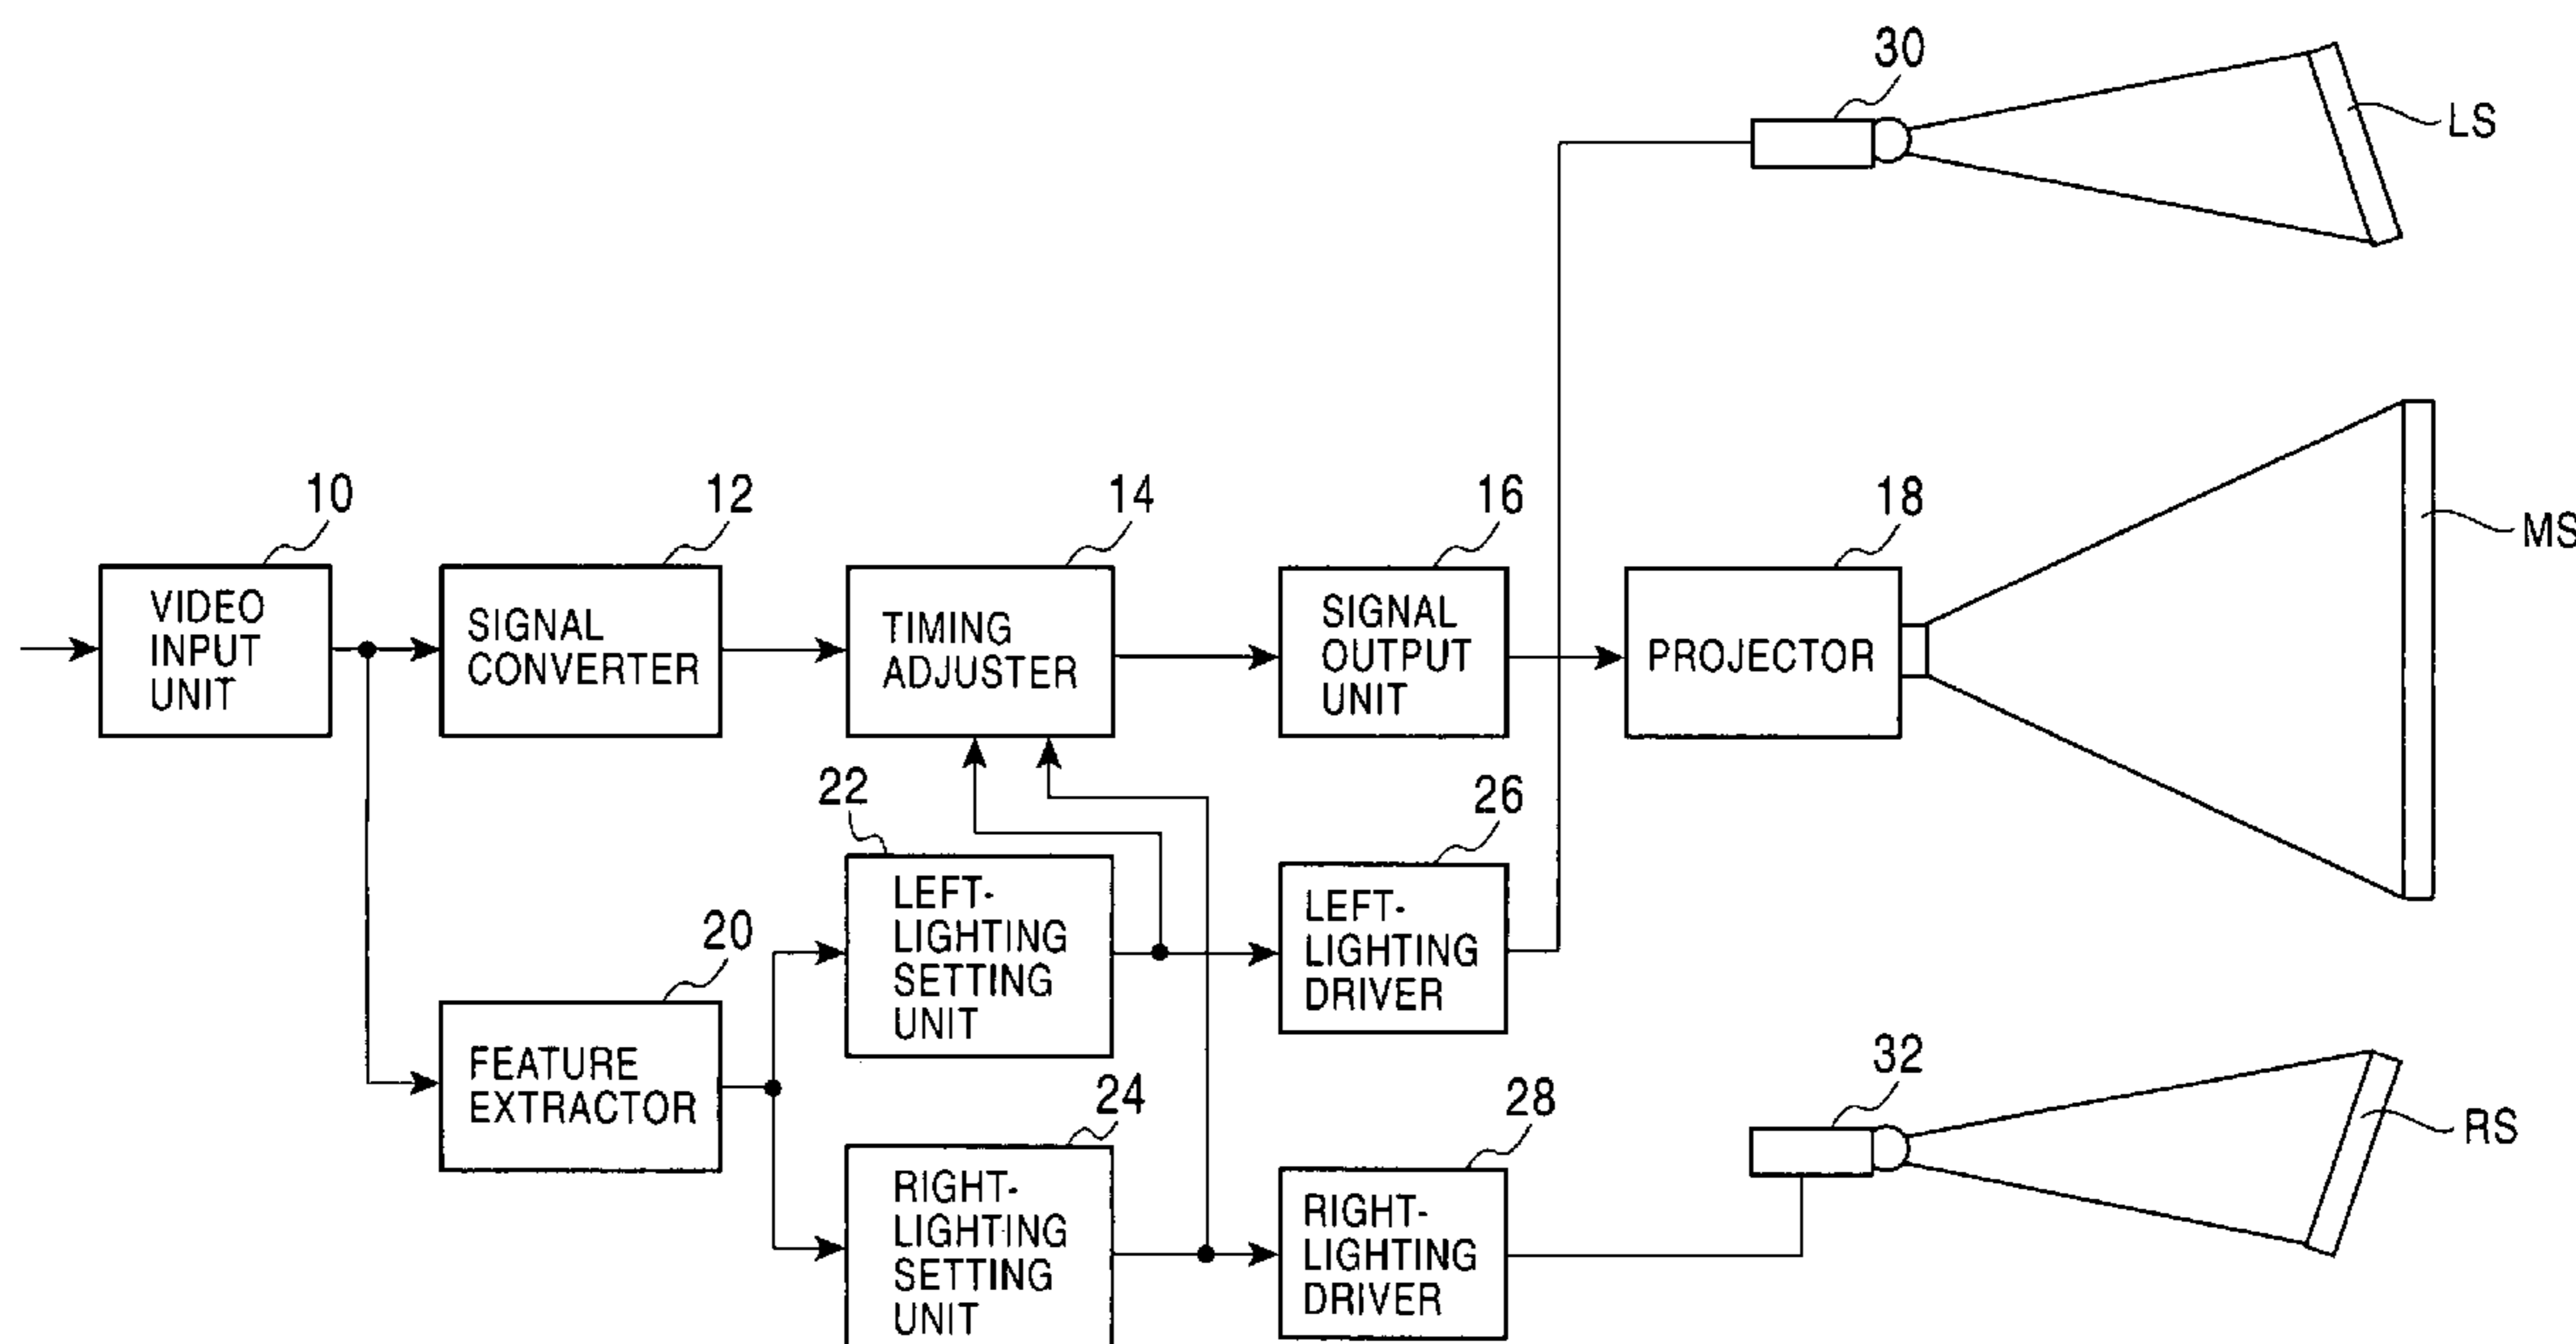 30
LS
10
12
14
16
18
MS
VIDEO
INPUT
UNIT
SIGNAL
CONVERTER
TIMING
ADJUSTER
SIGNAL
OUTPUT
UNIT
PROJECTOR
22
26
LEFT-
LIGHTING
SETTING
UNIT
LEFT-
LIGHTING
DRIVER
20
FEATURE
EXTRACTOR
24
28
32
RS
RIGHT-
LIGHTING
SETTING
UNIT
RIGHT-
LIGHTING
DRIVER